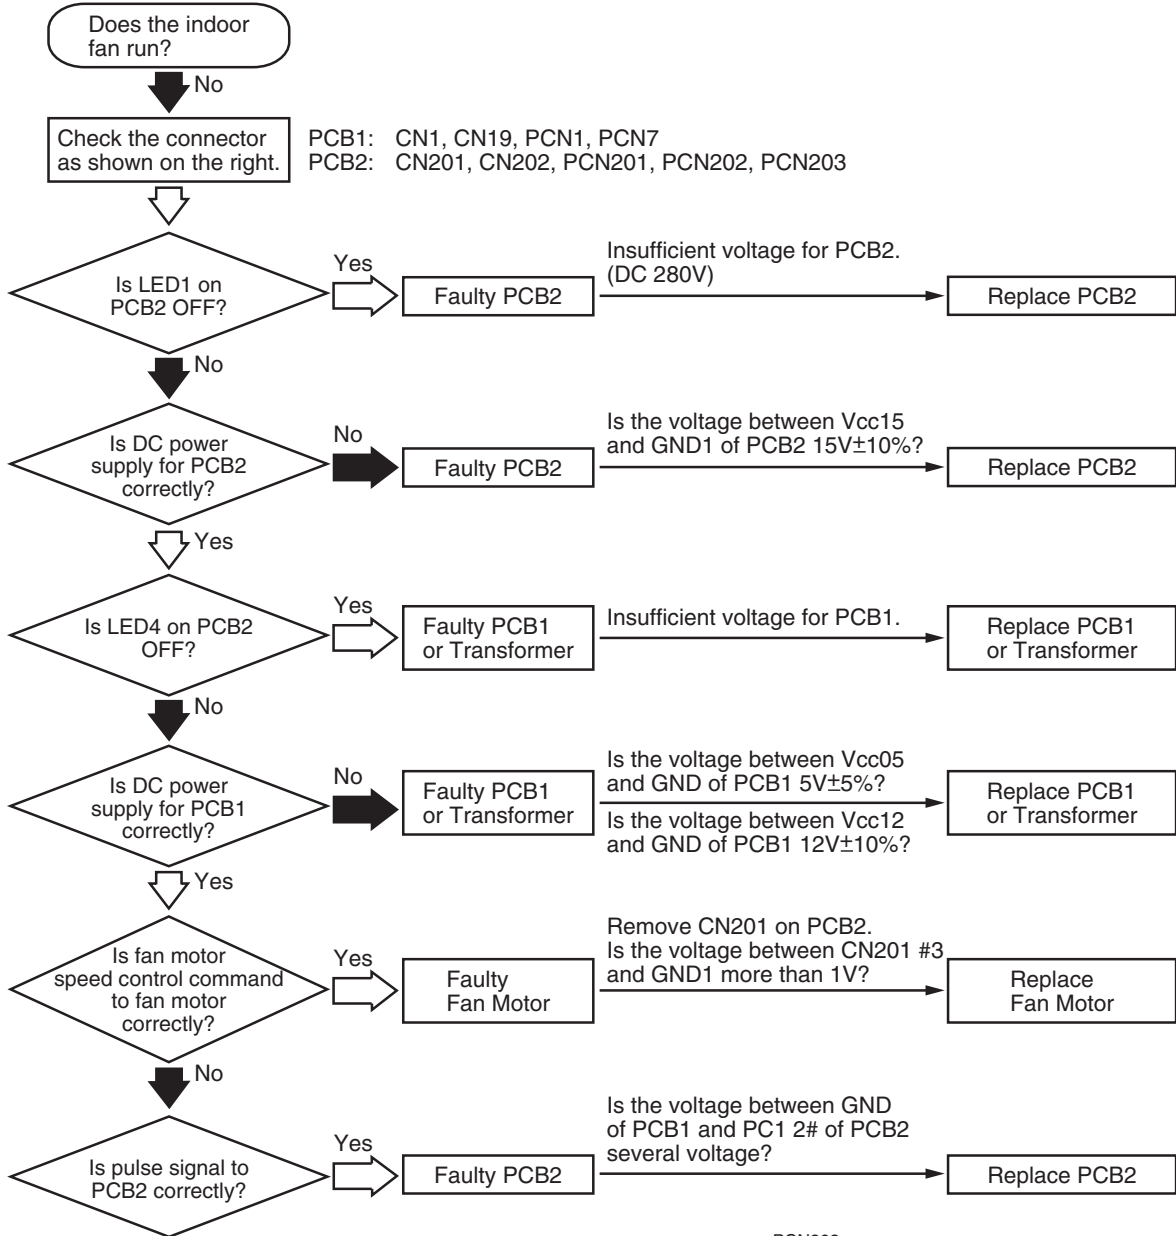 Does the indoor
fan run?
No
Check the connector
as shown on the right.
PCB1: CN1, CN19, PCN1, PCN7
PCB2: CN201, CN202, PCN201, PCN202, PCN203
Is LED1 on
PCB2 OFF?
Yes
Faulty PCB2
Insufficient voltage for PCB2.
(DC 280V)
Replace PCB2
No
Is DC power
supply for PCB2
correctly?
No
Faulty PCB2
Is the voltage between Vcc15
and GND1 of PCB2 15V±10%?
Replace PCB2
Yes
Is LED4 on PCB2
OFF?
Yes
Faulty PCB1
or Transformer
Insufficient voltage for PCB1.
Replace PCB1
or Transformer
No
Is DC power
supply for PCB1
correctly?
No
Faulty PCB1
or Transformer
Is the voltage between Vcc05
and GND of PCB1 5V±5%?
Is the voltage between Vcc12
and GND of PCB1 12V±10%?
Replace PCB1
or Transformer
Yes
Is fan motor
speed control command
to fan motor
correctly?
Yes
Faulty
Fan Motor
Remove CN201 on PCB2.
Is the voltage between CN201 #3
and GND1 more than 1V?
Replace
Fan Motor
No
Is pulse signal to
PCB2 correctly?
Yes
Faulty PCB2
Is the voltage between GND
of PCB1 and PC1 2# of PCB2
several voltage?
Replace PCB2